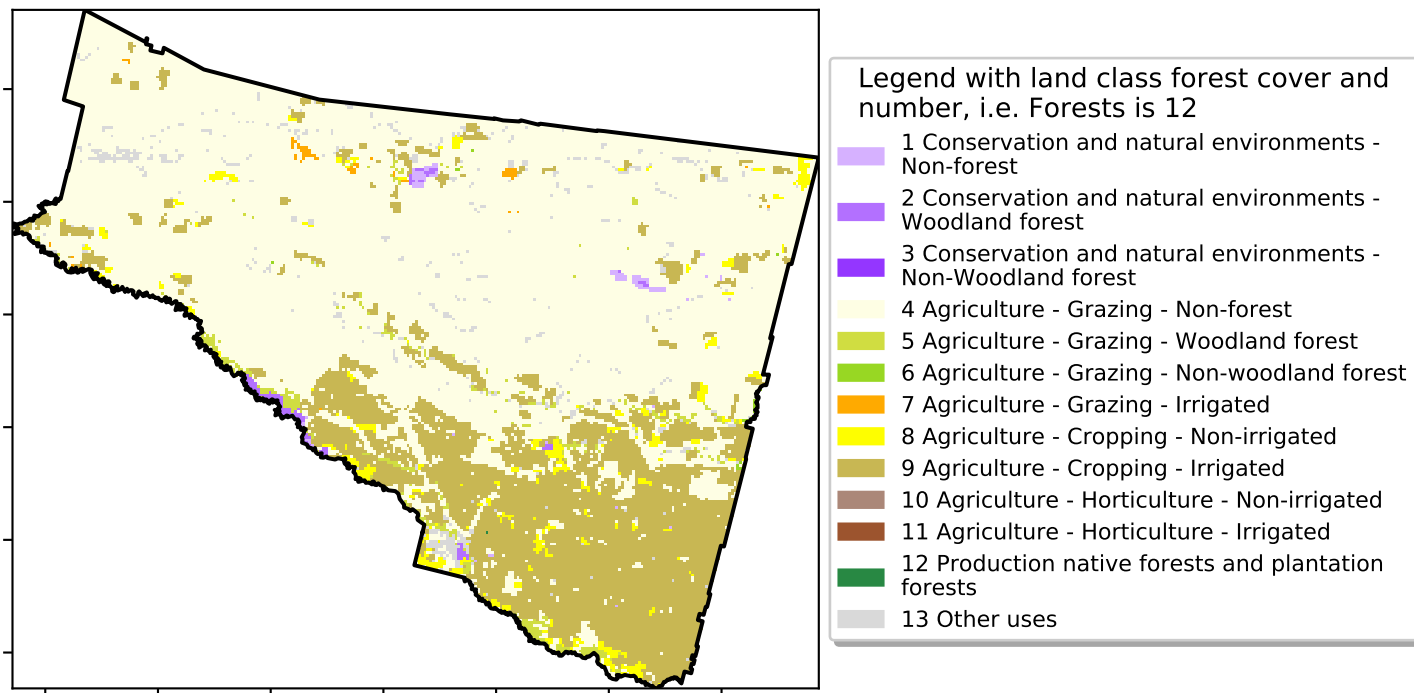 Legend with land class forest cover and
number, i.e. Forests is 12
1 Conservation and natural environments -
Non-forest
2 Conservation and natural environments -
Woodland forest
3 Conservation and natural environments -
Non-Woodland forest
4 Agriculture - Grazing - Non-forest
5 Agriculture - Grazing - Woodland forest
6 Agriculture - Grazing - Non-woodland forest
7 Agriculture - Grazing - Irrigated
8 Agriculture - Cropping - Non-irrigated
9 Agriculture - Cropping - Irrigated
10 Agriculture - Horticulture - Non-irrigated
11 Agriculture - Horticulture - Irrigated
12 Production native forests and plantation
forests
13 Other uses